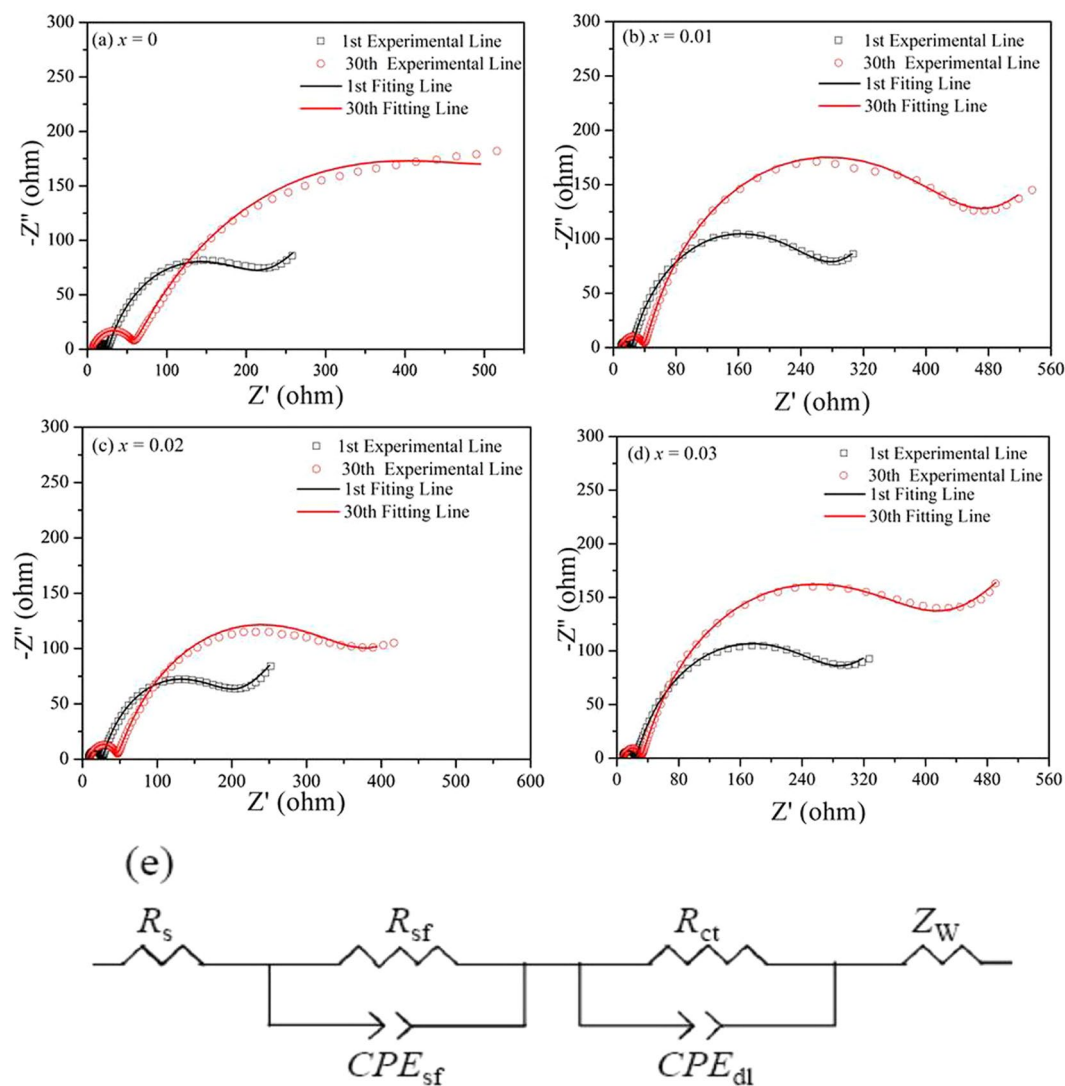 (a) x = 0
1st Experimental Line
30th Experimental Line
1st Fitting Line
30th Fitting Line
300
250
200
150
100
50
0
-Z" (ohm)
0 100 200 300 400 500
Z' (ohm)
(b) x = 0.01
1st Experimental Line
30th Experimental Line
1st Fitting Line
30th Fitting Line
300
250
200
150
100
50
0
-Z" (ohm)
0 80 160 240 320 400 480 560
Z' (ohm)
(c) x = 0.02
1st Experimental Line
30th Experimental Line
1st Fiting Line
30th Fitting Line
300
250
200
150
100
50
0
-Z" (ohm)
0 100 200 300 400 500 600
Z' (ohm)
(d) x = 0.03
1st Experimental Line
30th Experimental Line
1st Fiting Line
30th Fitting Line
300
250
200
150
100
50
0
-Z" (ohm)
0 80 160 240 320 400 480 560
Z' (ohm)
(e)
Rs Rsf Rct ZW
CPEsf CPEdl